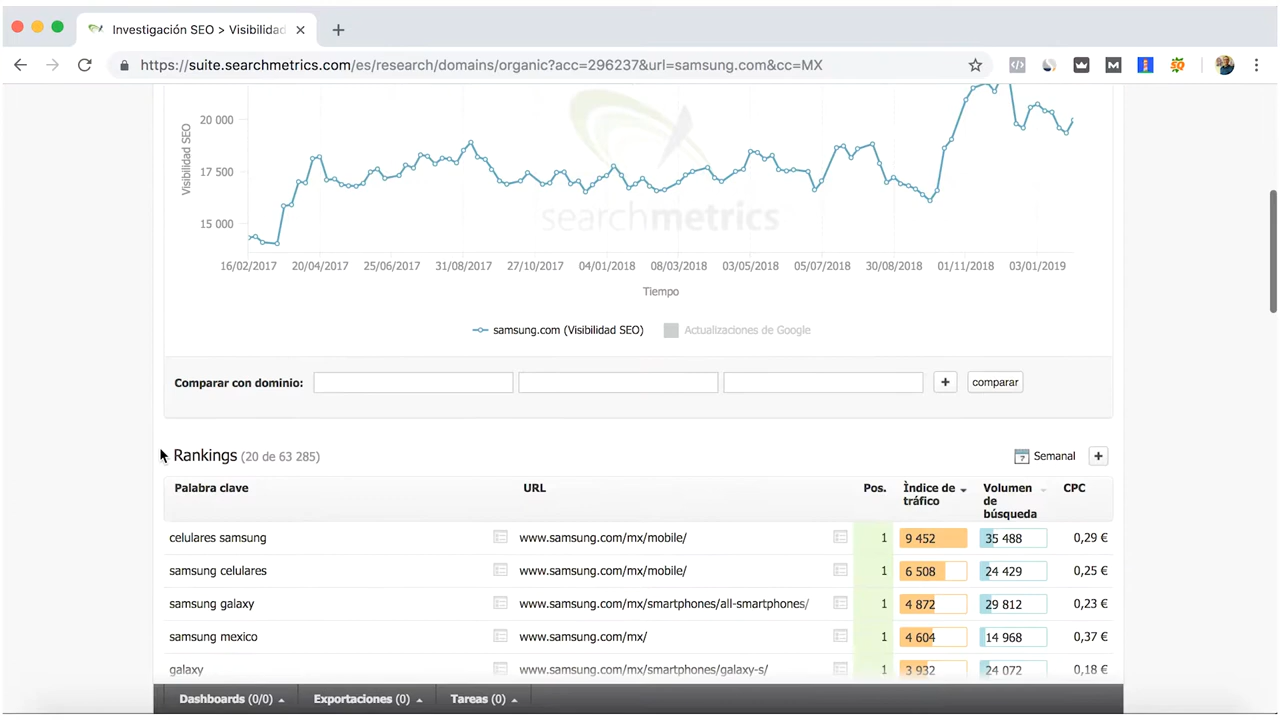 Investigación SEO > Visibilidad
https://suite.searchmetrics.com/es/research/domains/organic?acc=296237&url=samsung.com&cc=MX
20 000
17 500
15 000
Visibilidad SEO
searchmetrics
16/02/2017 20/04/2017 25/06/2017 31/08/2017 27/10/2017 04/01/2018 08/03/2018 03/05/2018 05/07/2018 30/08/2018 01/11/2018 03/01/2019
Tiempo
samsung.com (Visibilidad SEO) Actualizaciones de Google
Comparar con dominio: + comparar
Rankings (20 de 63 285) 7 Semanal +
Palabra clave URL Pos. Índice de tráfico Volumen de búsqueda CPC
celulares samsung www.samsung.com/mx/mobile/ 1 9 452 35 488 0,29 €
samsung celulares www.samsung.com/mx/mobile/ 1 6 508 24 429 0,25 €
samsung galaxy www.samsung.com/mx/smartphones/all-smartphones/ 1 4 872 29 812 0,23 €
samsung mexico www.samsung.com/mx/ 1 4 604 14 968 0,37 €
galaxy www.samsung.com/mx/smartphones/galaxy-s/ 1 3 932 24 072 0,18 €
Dashboards (0/0) Exportaciones (0) Tareas (0)